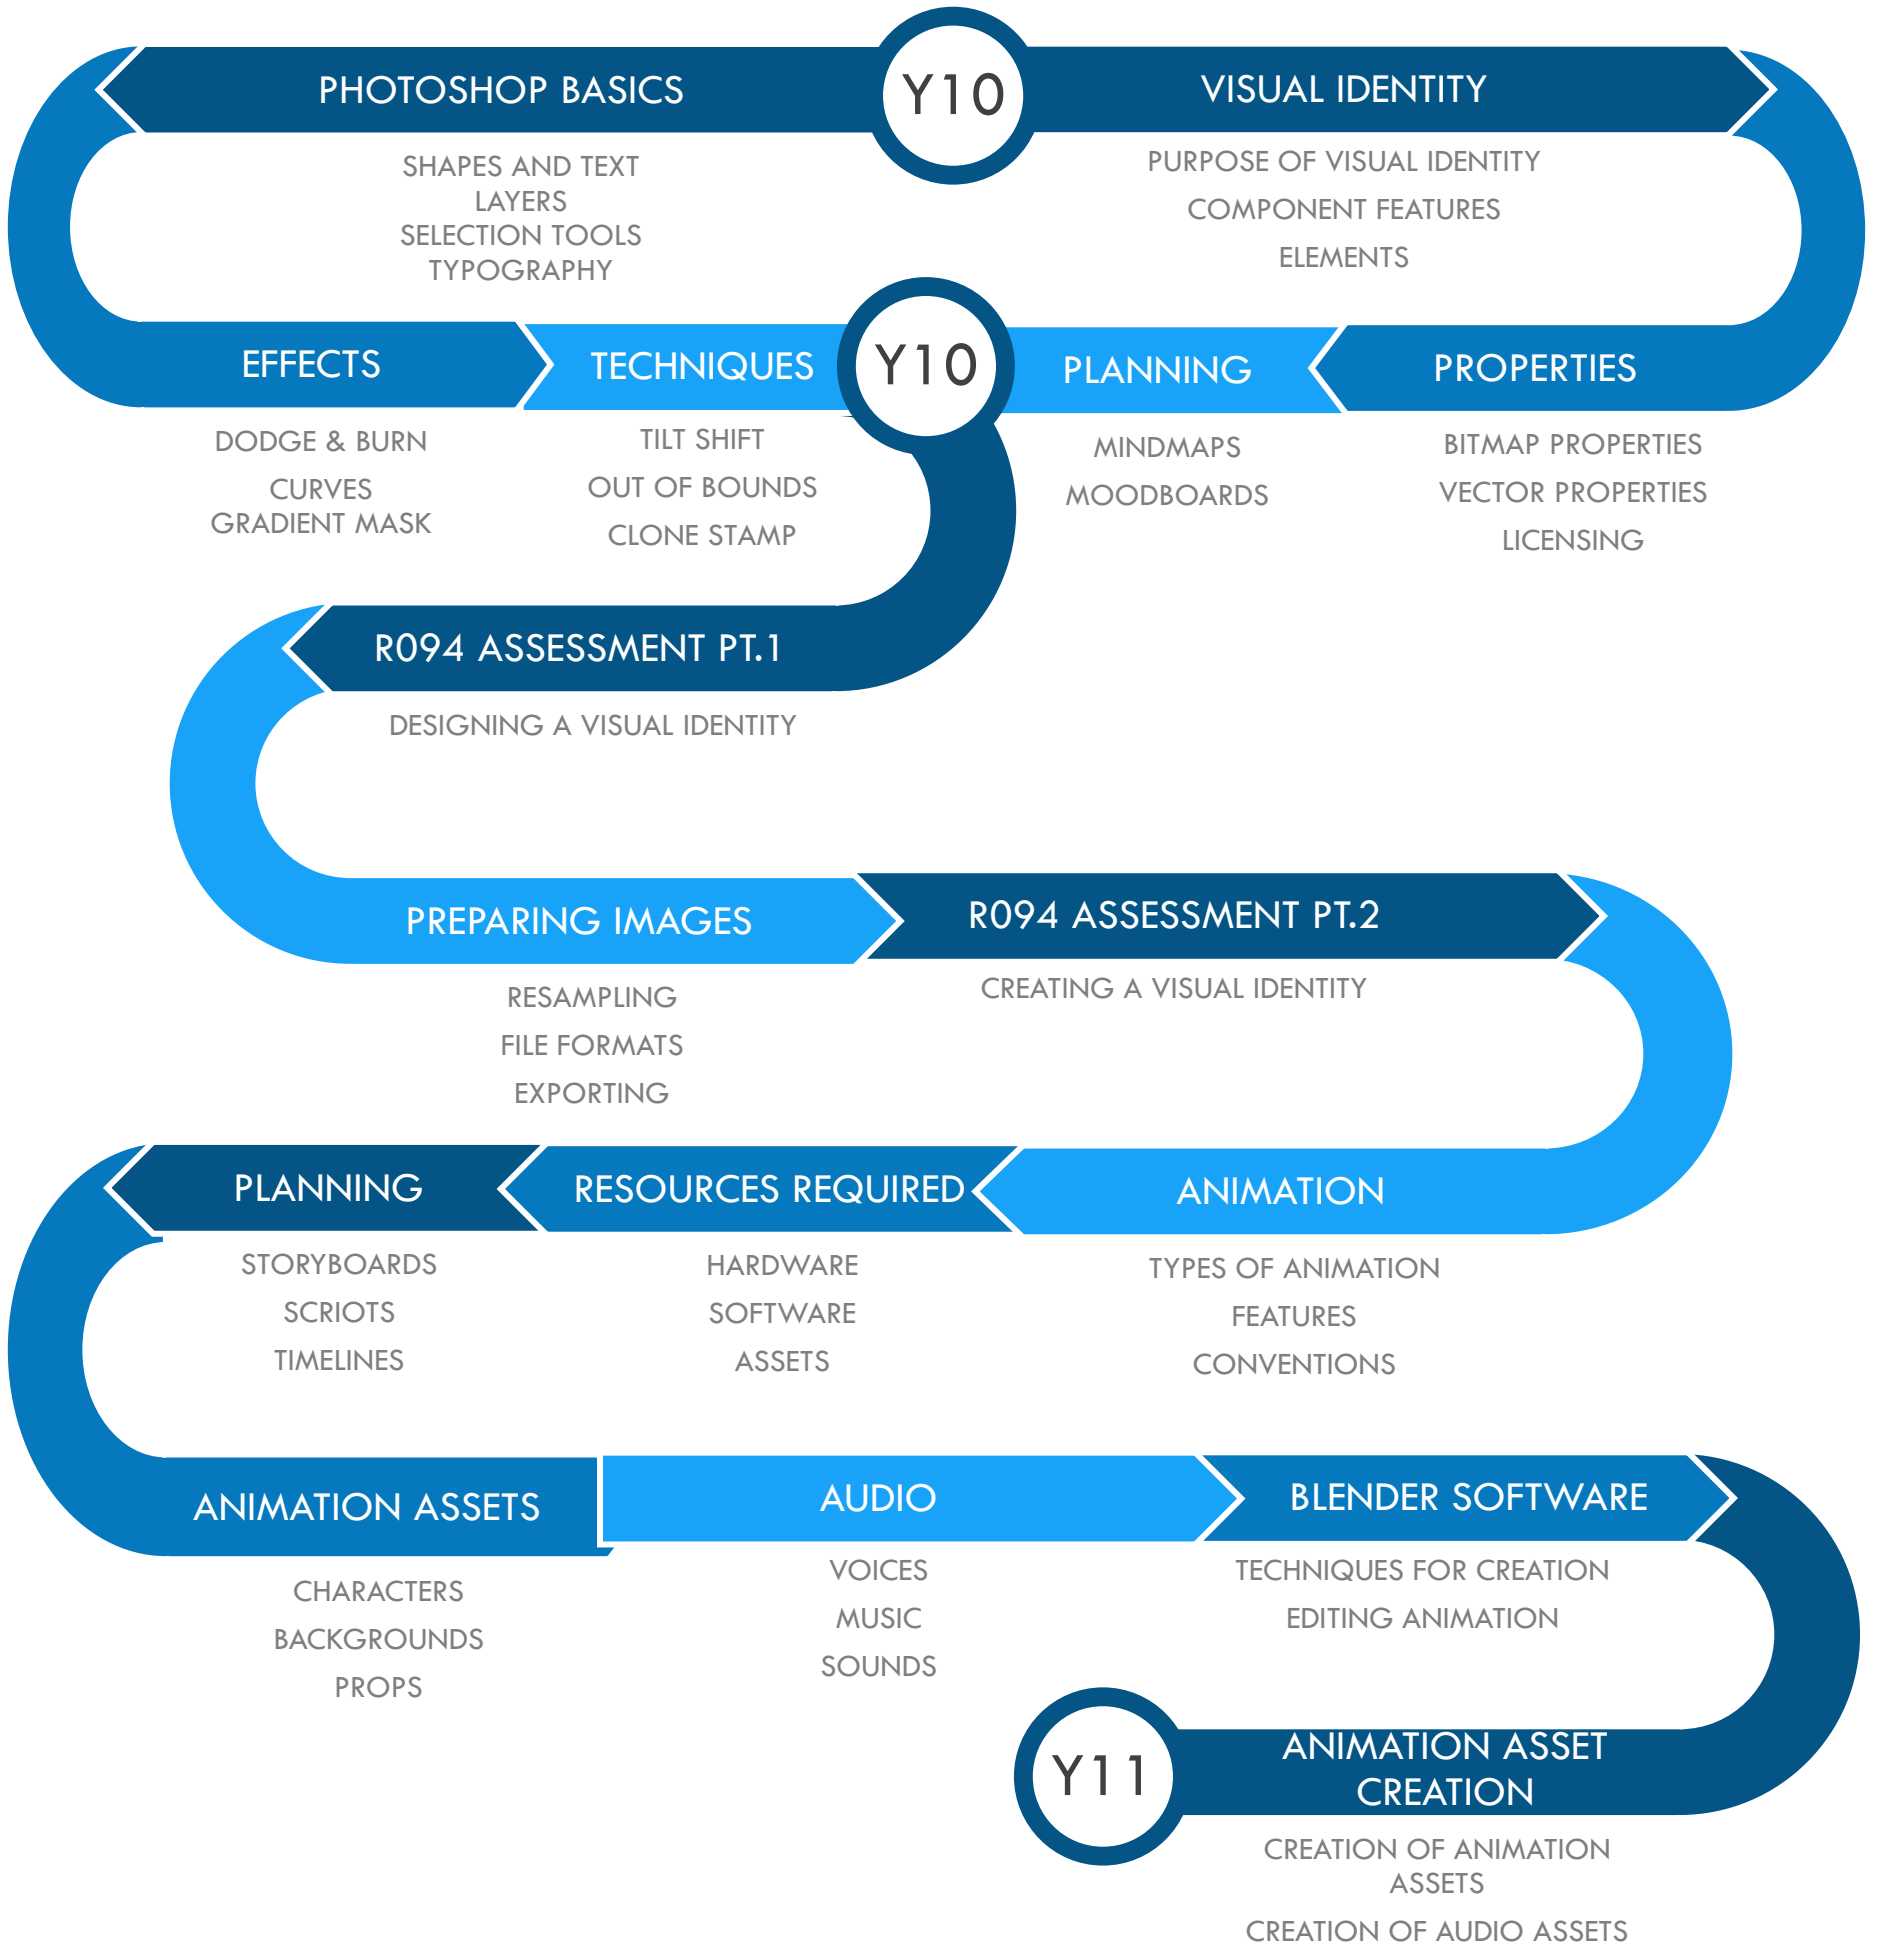 Y10
PHOTOSHOP BASICS
SHAPES AND TEXT
LAYERS
SELECTION TOOLS
TYPOGRAPHY
VISUAL IDENTITY
PURPOSE OF VISUAL IDENTITY
COMPONENT FEATURES
ELEMENTS
EFFECTS
DODGE & BURN
CURVES
GRADIENT MASK
TECHNIQUES
TILT SHIFT
OUT OF BOUNDS
CLONE STAMP
Y10
PLANNING
MINDMAPS
MOODBOARDS
PROPERTIES
BITMAP PROPERTIES
VECTOR PROPERTIES
LICENSING
R094 ASSESSMENT PT.1
DESIGNING A VISUAL IDENTITY
PREPARING IMAGES
RESAMPLING
FILE FORMATS
EXPORTING
R094 ASSESSMENT PT.2
CREATING A VISUAL IDENTITY
PLANNING
STORYBOARDS
SCRIOTS
TIMELINES
RESOURCES REQUIRED
HARDWARE
SOFTWARE
ASSETS
ANIMATION
TYPES OF ANIMATION
FEATURES
CONVENTIONS
ANIMATION ASSETS
CHARACTERS
BACKGROUNDS
PROPS
AUDIO
VOICES
MUSIC
SOUNDS
BLENDER SOFTWARE
TECHNIQUES FOR CREATION
EDITING ANIMATION
Y11
ANIMATION ASSET
CREATION
CREATION OF ANIMATION
ASSETS
CREATION OF AUDIO ASSETS